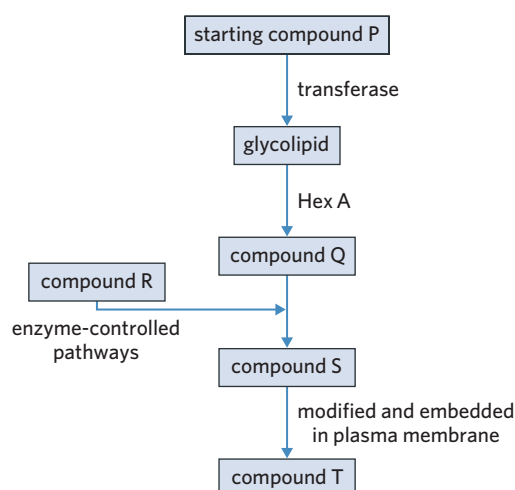 starting compound P
transferase
glycolipid
Hex A
compound Q
compound R
enzyme-controlled
pathways
compound S
modified and embedded
in plasma membrane
compound T